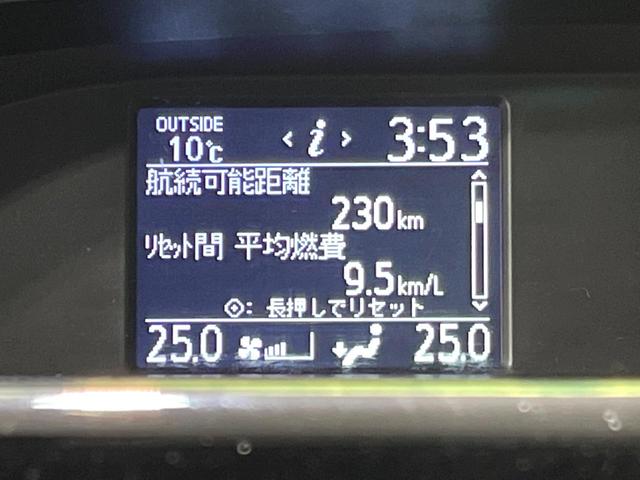 OUTSIDE
10℃
< i > 3:53
航続可能距離
230km
リセット間 平均燃費
9.5km/L
: 長押しでリセット
25.0 25.0